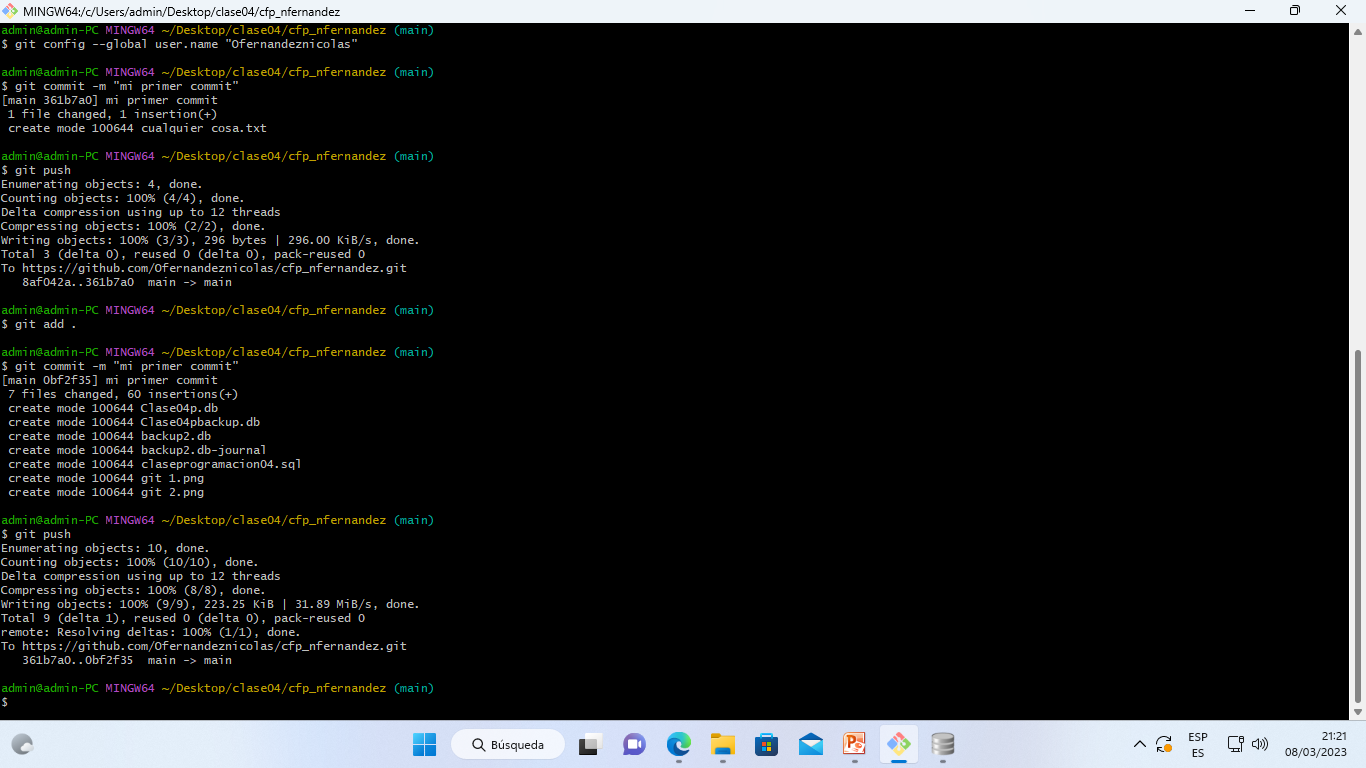 MINGW64:/c/Users/admin/Desktop/clase04/cfp_nfernandez
admin@admin-PC MINGW64 ~/Desktop/clase04/cfp_nfernandez (main)
$ git config --global user.name "Ofernandeznicolas"
admin@admin-PC MINGW64 ~/Desktop/clase04/cfp_nfernandez (main)
$ git commit -m "mi primer commit"
[main 361b7a0] mi primer commit
 1 file changed, 1 insertion(+)
 create mode 100644 cualquier cosa.txt
admin@admin-PC MINGW64 ~/Desktop/clase04/cfp_nfernandez (main)
$ git push
Enumerating objects: 4, done.
Counting objects: 100% (4/4), done.
Delta compression using up to 12 threads
Compressing objects: 100% (2/2), done.
Writing objects: 100% (3/3), 296 bytes | 296.00 KiB/s, done.
Total 3 (delta 0), reused 0 (delta 0), pack-reused 0
To https://github.com/Ofernandeznicolas/cfp_nfernandez.git
   8af042a..361b7a0  main -> main
admin@admin-PC MINGW64 ~/Desktop/clase04/cfp_nfernandez (main)
$ git add .
admin@admin-PC MINGW64 ~/Desktop/clase04/cfp_nfernandez (main)
$ git commit -m "mi primer commit"
[main 0bf2f35] mi primer commit
 7 files changed, 60 insertions(+)
 create mode 100644 Clase04p.db
 create mode 100644 Clase04pbackup.db
 create mode 100644 backup2.db
 create mode 100644 backup2.db-journal
 create mode 100644 claseprogramacion04.sql
 create mode 100644 git 1.png
 create mode 100644 git 2.png
admin@admin-PC MINGW64 ~/Desktop/clase04/cfp_nfernandez (main)
$ git push
Enumerating objects: 10, done.
Counting objects: 100% (10/10), done.
Delta compression using up to 12 threads
Compressing objects: 100% (8/8), done.
Writing objects: 100% (9/9), 223.25 KiB | 31.89 MiB/s, done.
Total 9 (delta 1), reused 0 (delta 0), pack-reused 0
remote: Resolving deltas: 100% (1/1), done.
To https://github.com/Ofernandeznicolas/cfp_nfernandez.git
   361b7a0..0bf2f35  main -> main
admin@admin-PC MINGW64 ~/Desktop/clase04/cfp_nfernandez (main)
$
Búsqueda
ESP
ES
21:21
08/03/2023